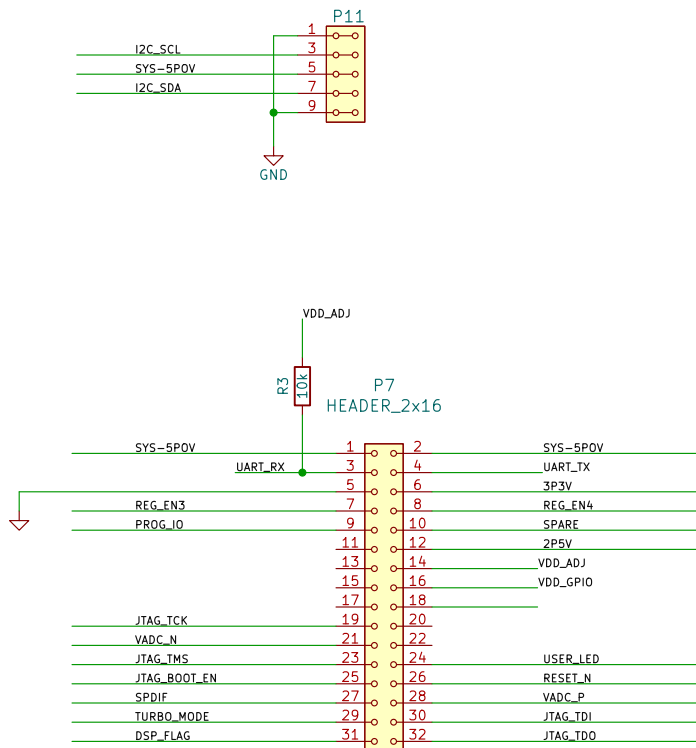 P11
1
I2C_SCL 3
SYS-5POV 5
I2C_SDA 7
9
GND
VDD_ADJ
R3 10k
P7
HEADER_2x16
SYS-5POV 1 2 SYS-5POV
UART_RX 3 4 UART_TX
5 6 3P3V
REG_EN3 7 8 REG_EN4
PROG_IO 9 10 SPARE
11 12 2P5V
13 14 VDD_ADJ
15 16 VDD_GPIO
17 18
JTAG_TCK 19 20
VADC_N 21 22
JTAG_TMS 23 24 USER_LED
JTAG_BOOT_EN 25 26 RESET_N
SPDIF 27 28 VADC_P
TURBO_MODE 29 30 JTAG_TDI
DSP_FLAG 31 32 JTAG_TDO